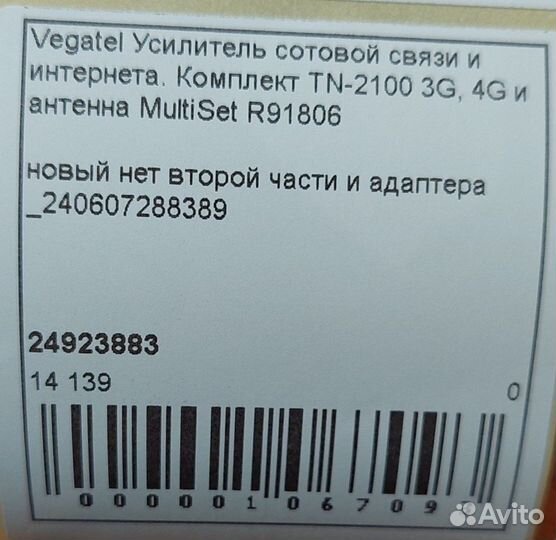 Vegatel Усилитель сотовой связи и
интернета. Комплект TN-2100 3G, 4G и
антенна MultiSet R91806
новый нет второй части и адаптера
_240607288389
24923883
14 139
0
00000106709
Avito